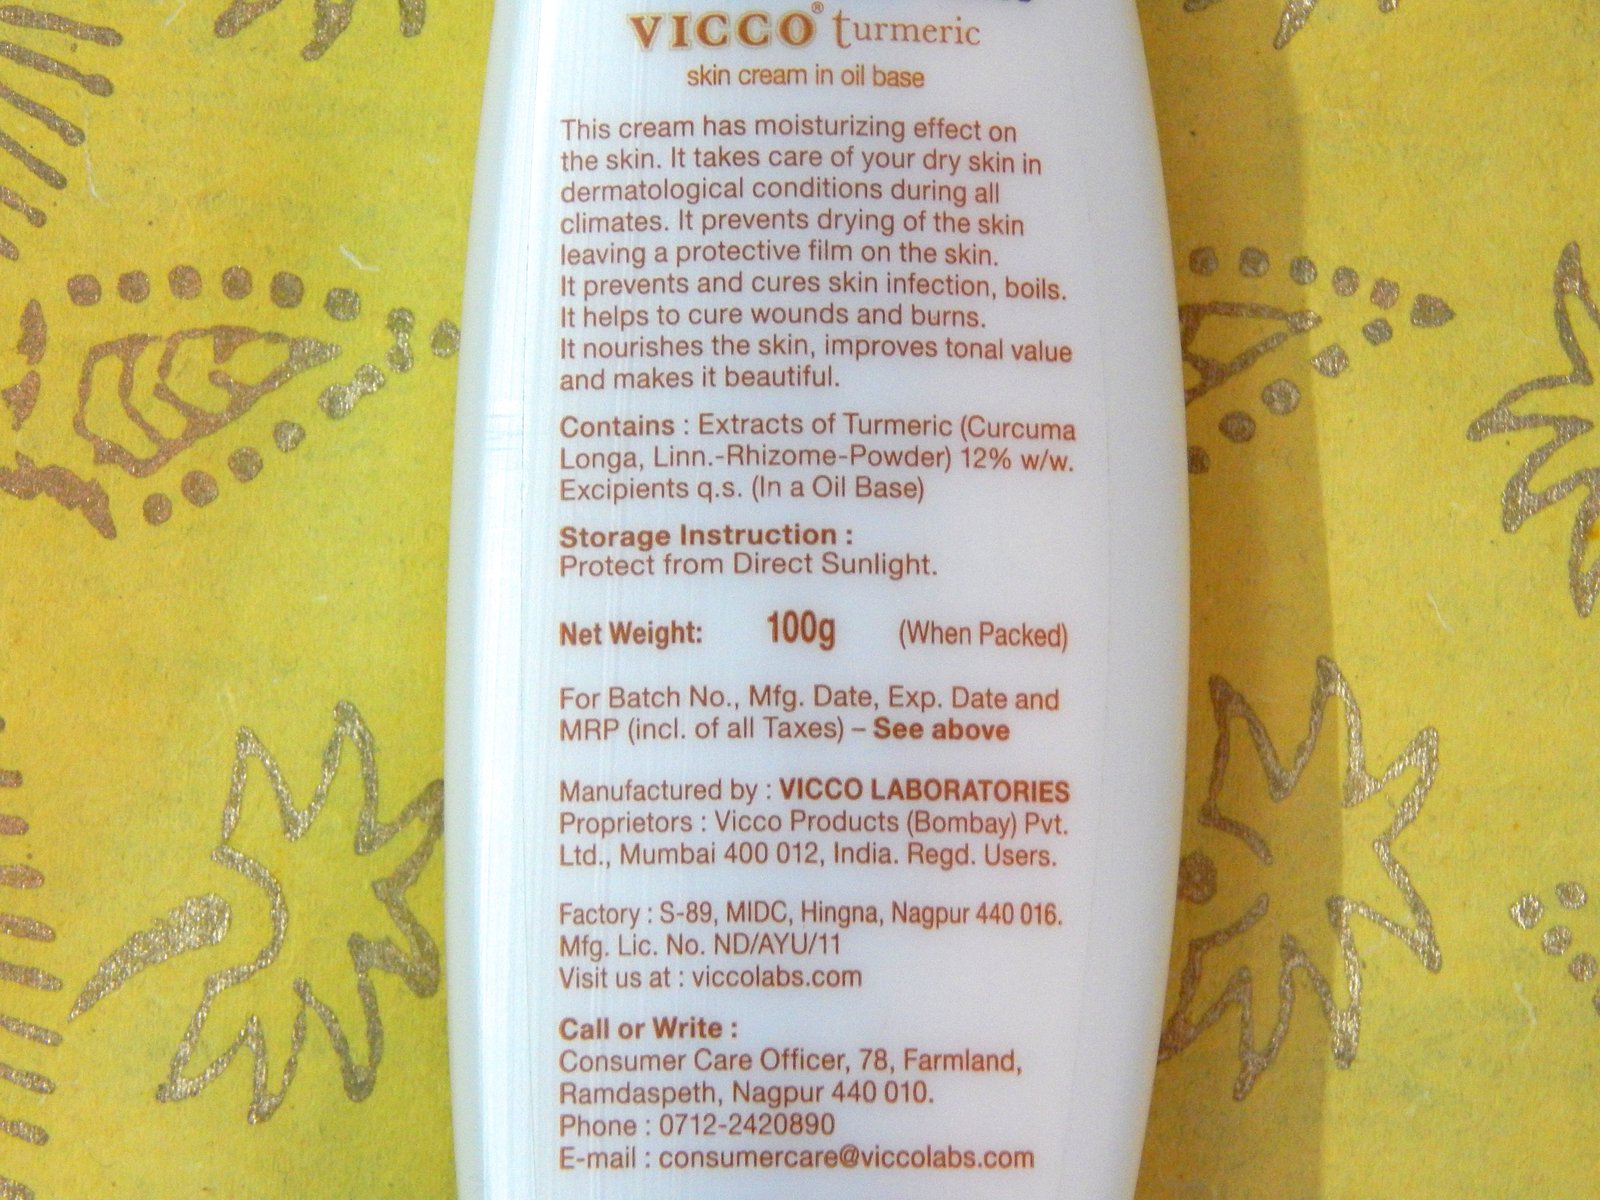 VICCO® turmeric
skin cream in oil base
This cream has moisturizing effect on
the skin. It takes care of your dry skin in
dermatological conditions during all
climates. It prevents drying of the skin
leaving a protective film on the skin.
It prevents and cures skin infection, boils.
It helps to cure wounds and burns.
It nourishes the skin, improves tonal value
and makes it beautiful.
Contains : Extracts of Turmeric (Curcuma
Longa, Linn.-Rhizome-Powder) 12% w/w.
Excipients q.s. (In a Oil Base)
Storage Instruction :
Protect from Direct Sunlight.
Net Weight: 100g (When Packed)
For Batch No., Mfg. Date, Exp. Date and
MRP (incl. of all Taxes) – See above
Manufactured by : VICCO LABORATORIES
Proprietors : Vicco Products (Bombay) Pvt.
Ltd., Mumbai 400 012, India. Regd. Users.
Factory : S-89, MIDC, Hingna, Nagpur 440 016.
Mfg. Lic. No. ND/AYU/11
Visit us at : viccolabs.com
Call or Write :
Consumer Care Officer, 78, Farmland,
Ramdaspeth, Nagpur 440 010.
Phone : 0712-2420890
E-mail : consumercare@viccolabs.com